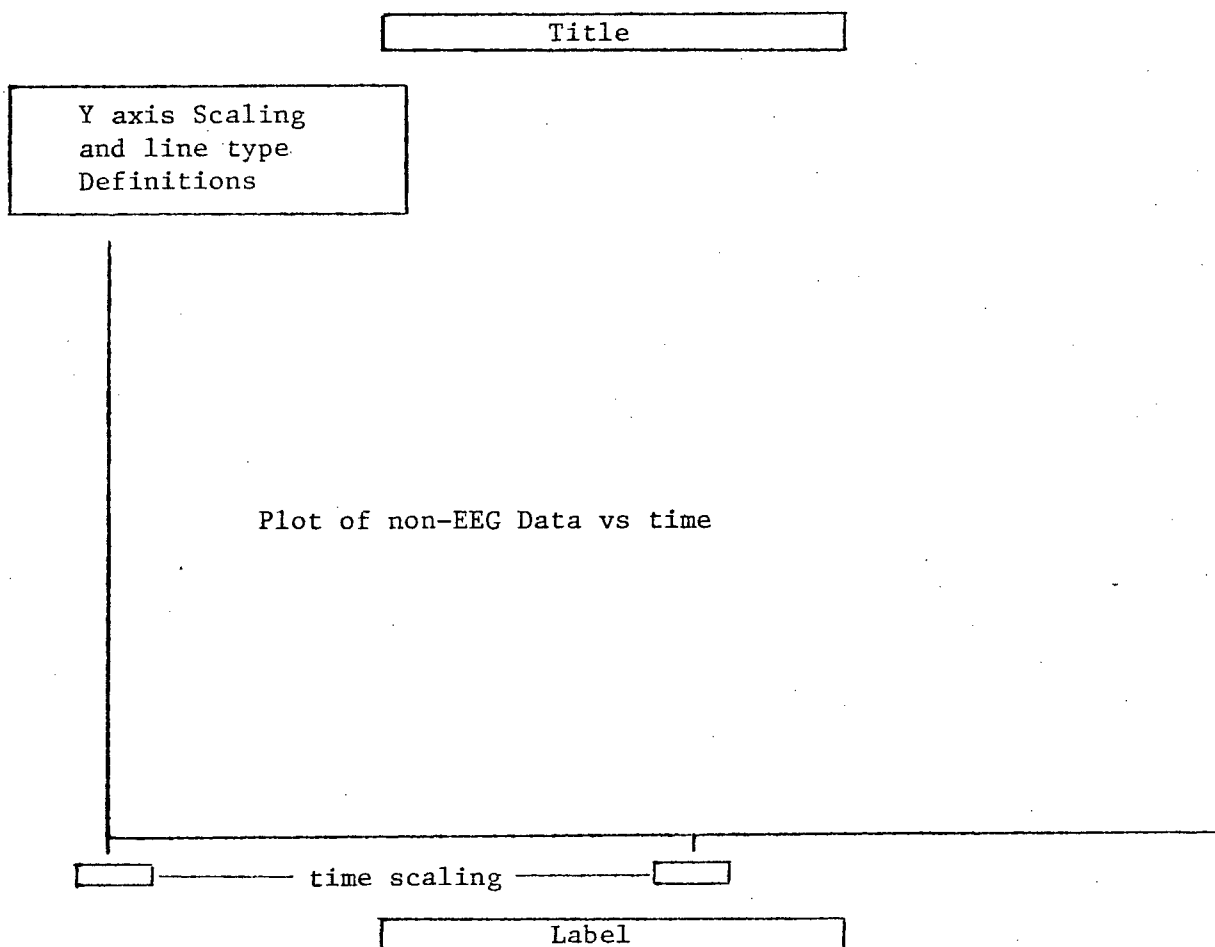 Title
Y axis Scaling
and line type
Definitions
Plot of non-EEG Data vs time
time scaling
Label